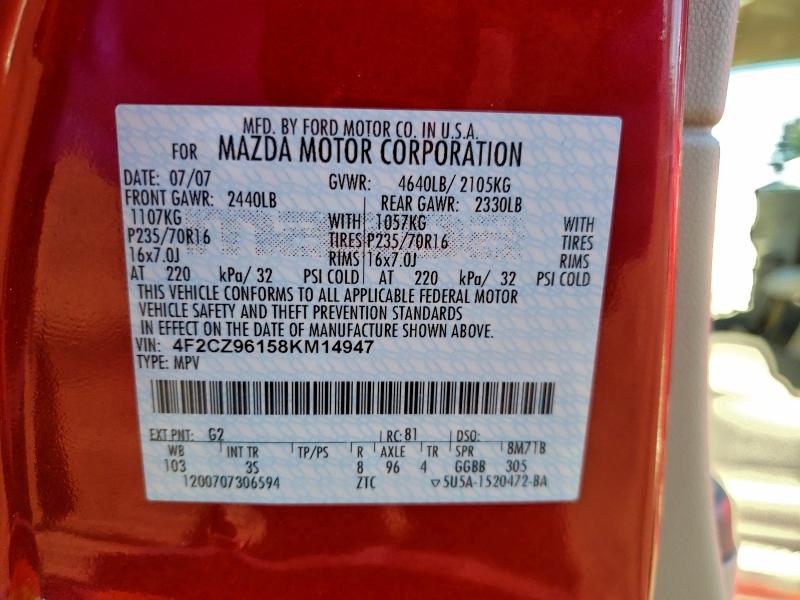 MFD. BY FORD MOTOR CO. IN U.S.A.
FOR MAZDA MOTOR CORPORATION
DATE: 07/07 GVWR: 4640LB/ 2105KG
FRONT GAWR: 2440LB REAR GAWR: 2330LB
1107KG WITH 1057KG WITH
P235/70R16 TIRES P235/70R16 TIRES
16x7.0J RIMS 16x7.0J RIMS
AT 220 kPa/ 32 PSI COLD AT 220 kPa/ 32 PSI COLD
THIS VEHICLE CONFORMS TO ALL APPLICABLE FEDERAL MOTOR
VEHICLE SAFETY AND THEFT PREVENTION STANDARDS
IN EFFECT ON THE DATE OF MANUFACTURE SHOWN ABOVE.
VIN: 4F2CZ96158KM14947
TYPE: MPV
EXT PNT: G2 RC: 81 DSO:
WB INT TR TP/PS R AXLE TR SPR 8M7TB
103 3S 8 96 4 GGBB 305
1200707306594 ZTC ▽5U5A-1520472-BA